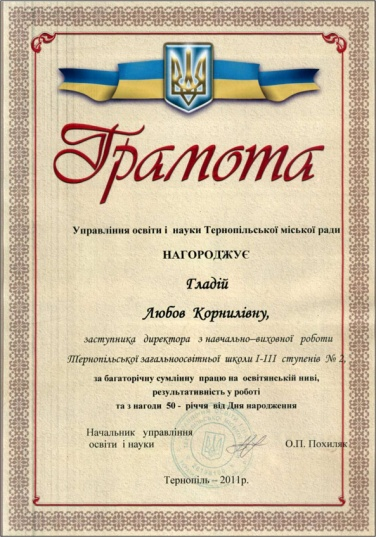 Грамота
Управління освіти і науки Тернопільської міської ради
НАГОРОДЖУЄ
Гладій
Любов Корнилівну,
заступника директора з навчально–виховної роботи
Тернопільської загальноосвітньої школи І-ІІІ ступенів № 2,
за багаторічну сумлінну працю на освітянській ниві,
результативність у роботі
та з нагоди 50 - річчя від Дня народження
Начальник управління
освіти і науки
О.П. Похиляк
Тернопіль – 2011р.